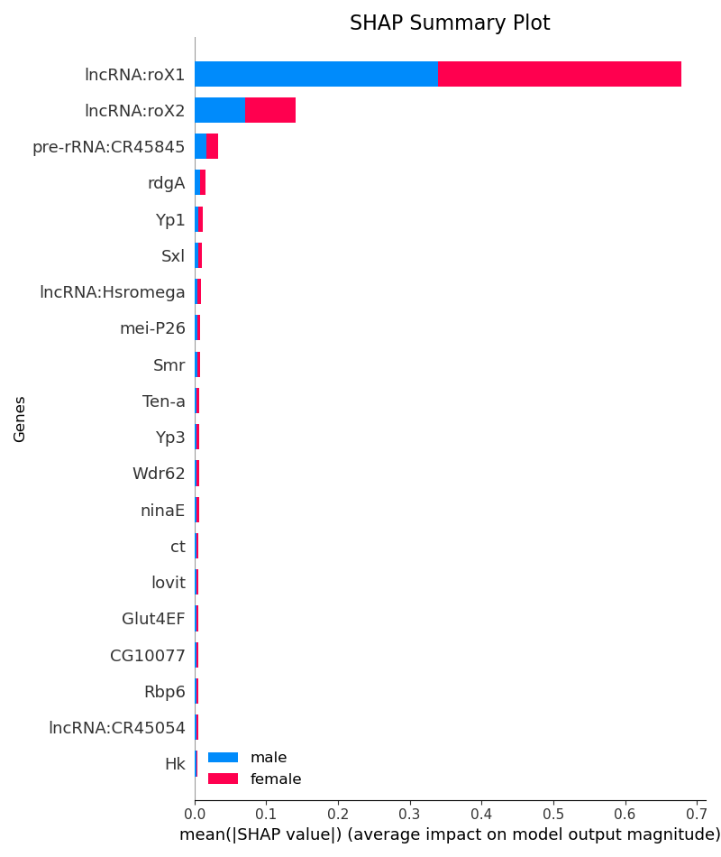 SHAP Summary Plot
lncRNA:roX1
lncRNA:roX2
pre-rRNA:CR45845
rdgA
Yp1
Sxl
lncRNA:Hsromega
mei-P26
Smr
Ten-a
Yp3
Wdr62
ninaE
ct
lovit
Glut4EF
CG10077
Rbp6
lncRNA:CR45054
Hk
Genes
male
female
0.0 0.1 0.2 0.3 0.4 0.5 0.6 0.7
mean(|SHAP value|) (average impact on model output magnitude)